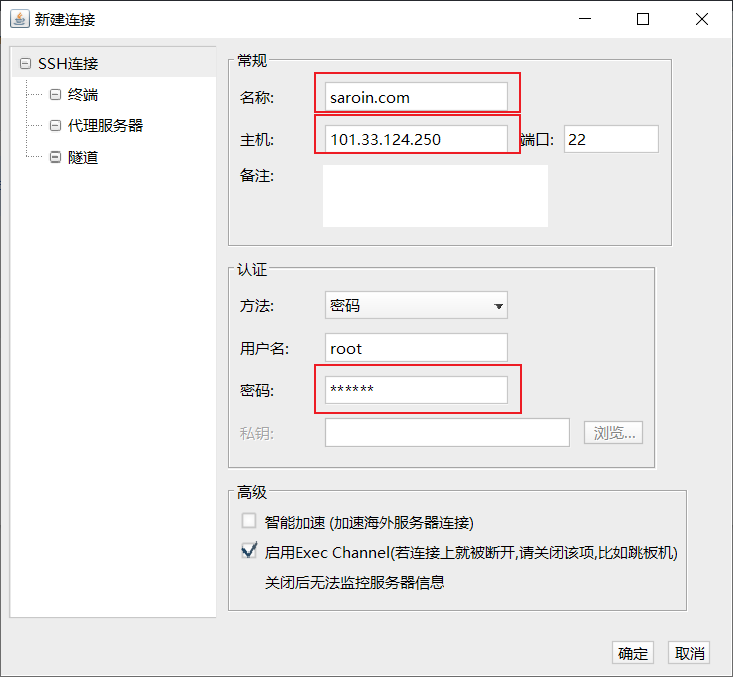 新建连接
SSH连接
终端
代理服务器
隧道
常规
名称: saroin.com
主机: 101.33.124.250 端口: 22
备注:
认证
方法: 密码
用户名: root
密码: ******
私钥: 浏览...
高级
智能加速 (加速海外服务器连接)
启用Exec Channel(若连接上就被断开,请关闭该项,比如跳板机)
关闭后无法监控服务器信息
确定 取消